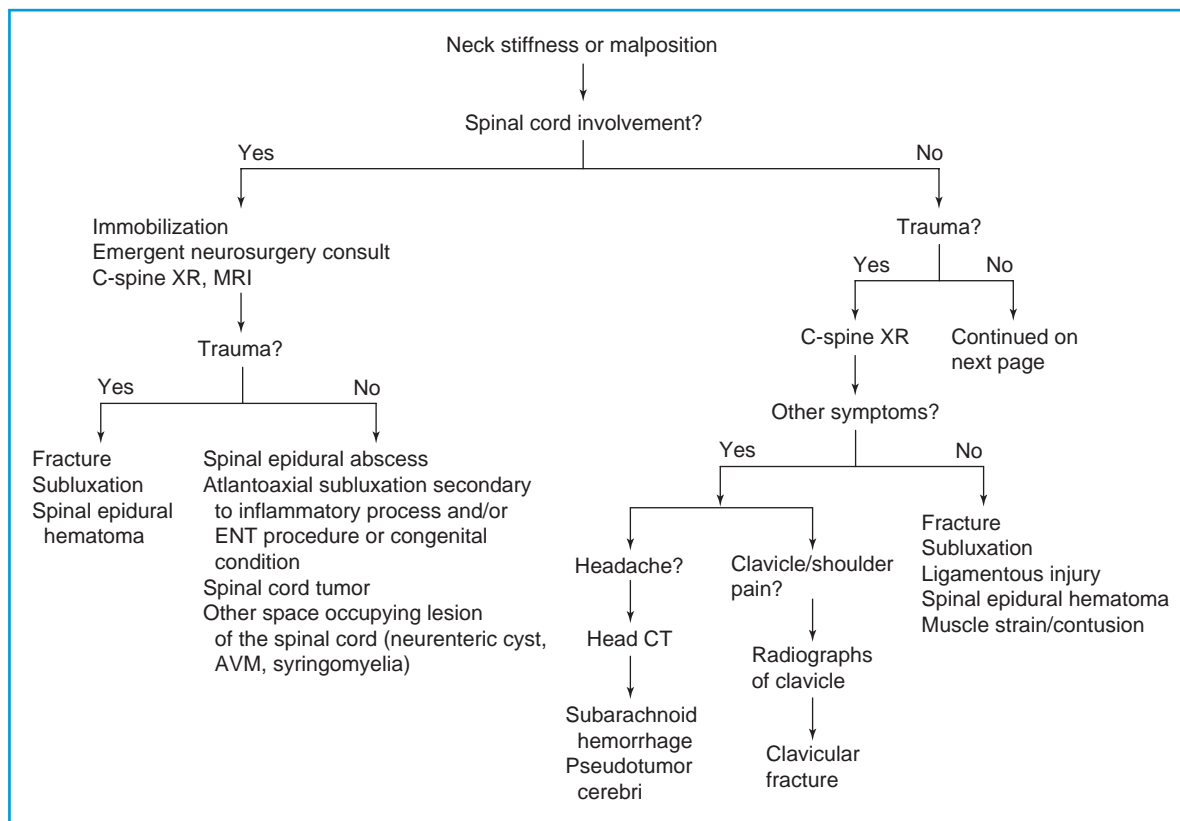 Neck stiffness or malposition
Spinal cord involvement?
Yes
No
Immobilization
Emergent neurosurgery consult
C-spine XR, MRI
Trauma?
Yes
No
Fracture
Subluxation
Spinal epidural
hematoma
Spinal epidural abscess
Atlantoaxial subluxation secondary
to inflammatory process and/or
ENT procedure or congenital
condition
Spinal cord tumor
Other space occupying lesion
of the spinal cord (neurenteric cyst,
AVM, syringomyelia)
Trauma?
Yes
No
C-spine XR
Continued on
next page
Other symptoms?
Yes
No
Headache?
Head CT
Subarachnoid
hemorrhage
Pseudotumor
cerebri
Clavicle/shoulder
pain?
Radiographs
of clavicle
Clavicular
fracture
Fracture
Subluxation
Ligamentous injury
Spinal epidural hematoma
Muscle strain/contusion